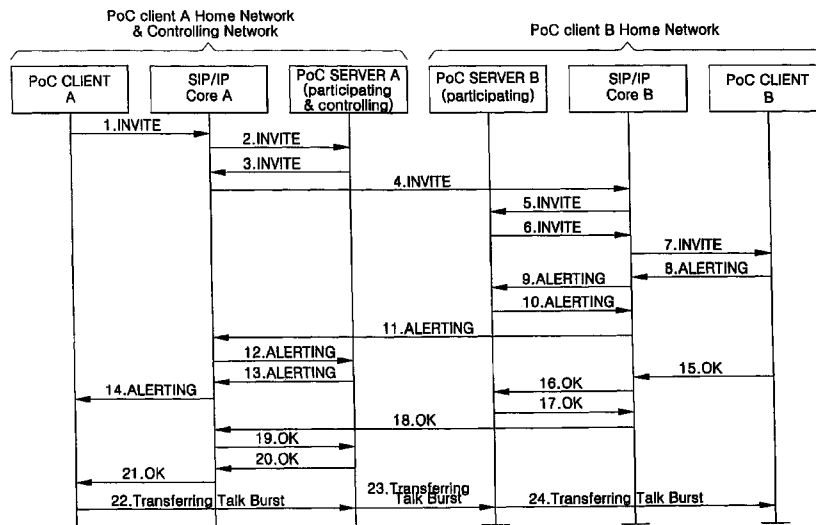 PoC client A Home Network
& Controlling Network
PoC client B Home Network
PoC CLIENT
A
SIP/IP
Core A
PoC SERVER A
(participating
& controlling)
PoC SERVER B
(participating)
SIP/IP
Core B
PoC CLIENT
B
1.INVITE
2.INVITE
3.INVITE
4.INVITE
5.INVITE
6.INVITE
7.INVITE
8.ALERTING
9.ALERTING
10.ALERTING
11.ALERTING
12.ALERTING
13.ALERTING
14.ALERTING
15.OK
16.OK
17.OK
18.OK
19.OK
20.OK
21.OK
22.Transferring Talk Burst
23.Transferring
Talk Burst
24.Transferring Talk Burst